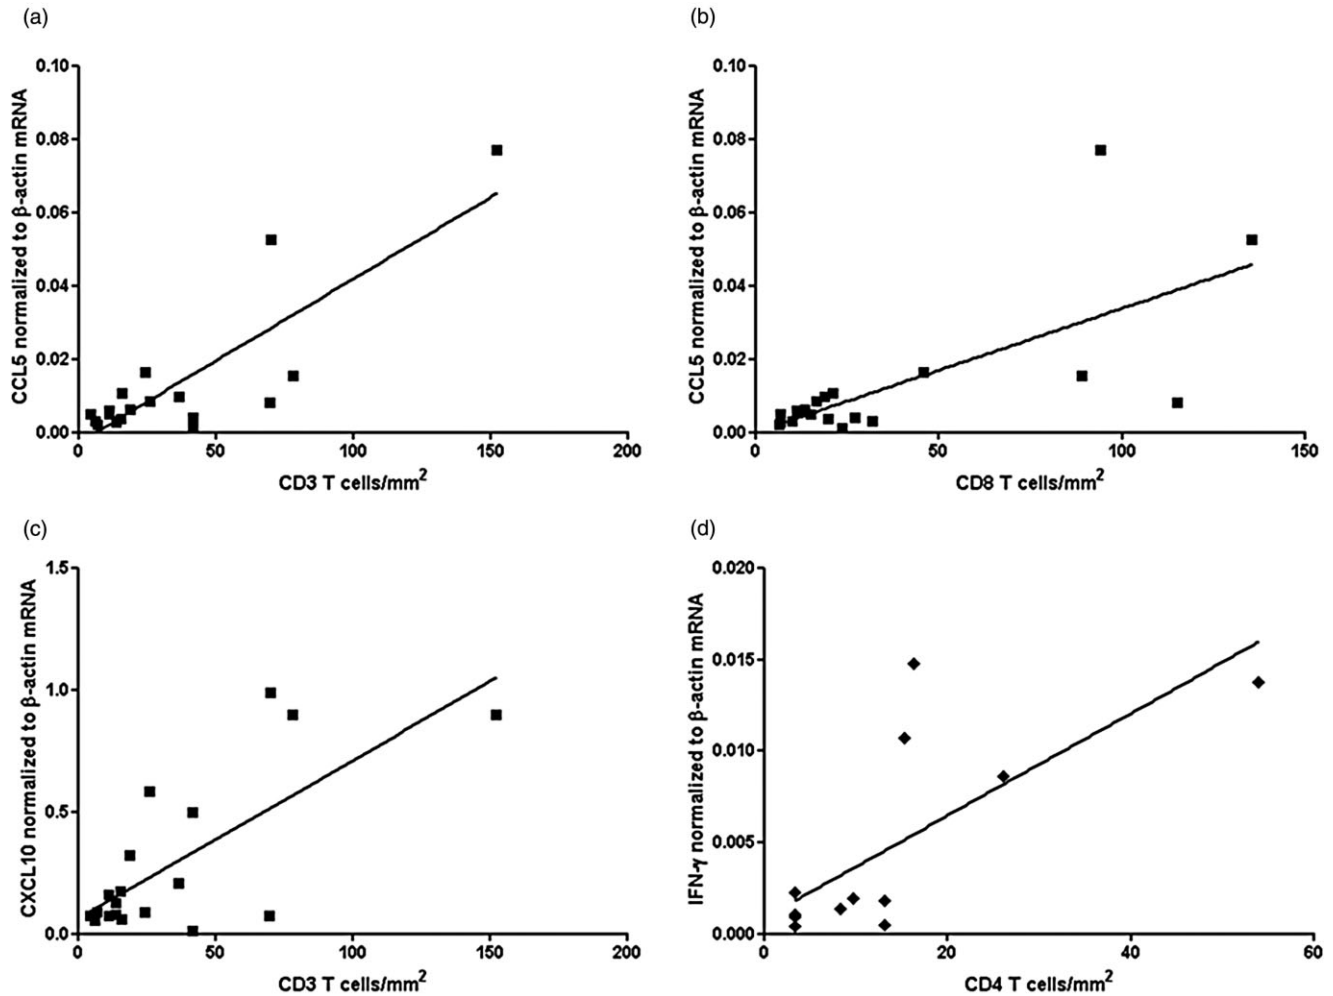 (a)
CCL5 normalized to β-actin mRNA
0.10
0.08
0.06
0.04
0.02
0.00
0 50 100 150 200
CD3 T cells/mm²
(b)
CCL5 normalized to β-actin mRNA
0.10
0.08
0.06
0.04
0.02
0.00
0 50 100 150
CD8 T cells/mm²
(c)
CXCL10 normalized to β-actin mRNA
1.5
1.0
0.5
0.0
0 50 100 150 200
CD3 T cells/mm²
(d)
IFN-γ normalized to β-actin mRNA
0.020
0.015
0.010
0.005
0.000
0 20 40 60
CD4 T cells/mm²